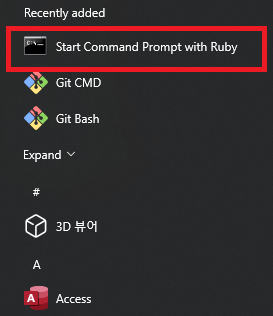 Recently added
Start Command Prompt with Ruby
Git CMD
Git Bash
Expand
#
3D 뷰어
A
Access